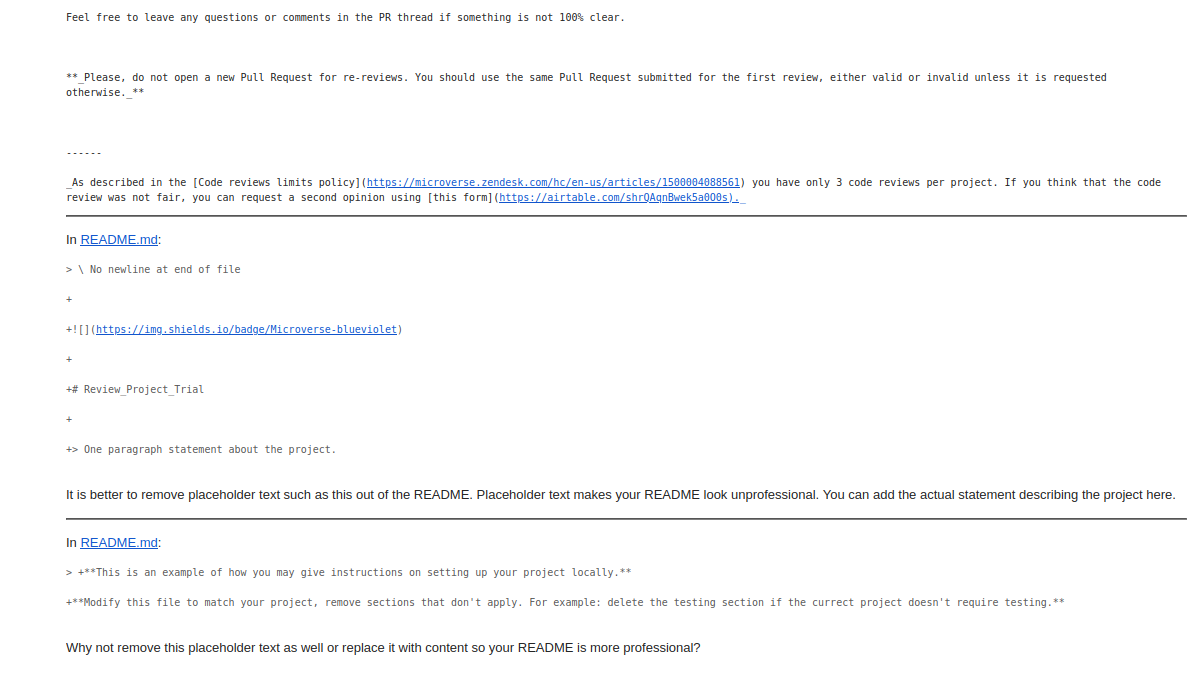 Feel free to leave any questions or comments in the PR thread if something is not 100% clear.
**_Please, do not open a new Pull Request for re-reviews. You should use the same Pull Request submitted for the first review, either valid or invalid unless it is requested
otherwise._**
------
_As described in the [Code reviews limits policy](https://microverse.zendesk.com/hc/en-us/articles/1500004088561) you have only 3 code reviews per project. If you think that the code
review was not fair, you can request a second opinion using [this form](https://airtable.com/shrQAqnBwek5a0O0s)._
In README.md:
> \ No newline at end of file
+
+![](https://img.shields.io/badge/Microverse-blueviolet)
+
+# Review_Project_Trial
+
+> One paragraph statement about the project.
It is better to remove placeholder text such as this out of the README. Placeholder text makes your README look unprofessional. You can add the actual statement describing the project here.
In README.md:
> +**This is an example of how you may give instructions on setting up your project locally.**
+**Modify this file to match your project, remove sections that don't apply. For example: delete the testing section if the currect project doesn't require testing.**
Why not remove this placeholder text as well or replace it with content so your README is more professional?